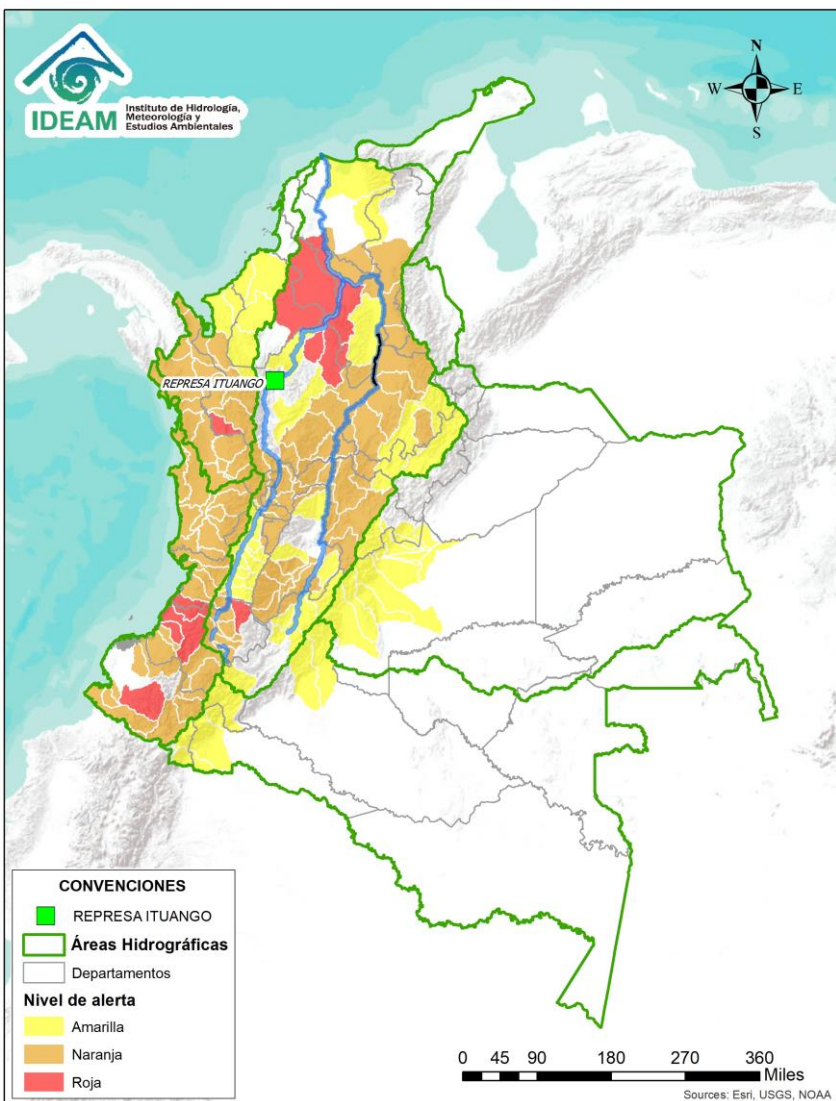 IDEAM
Instituto de Hidrología,
Meteorología y
Estudios Ambientales
N
W
E
S
REPRESA ITUANGO
CONVENCIONES
REPRESA ITUANGO
Áreas Hidrográficas
Departamentos
Nivel de alerta
Amarilla
Naranja
Roja
0 45 90 180 270 360
Miles
Sources: Esri, USGS, NOAA